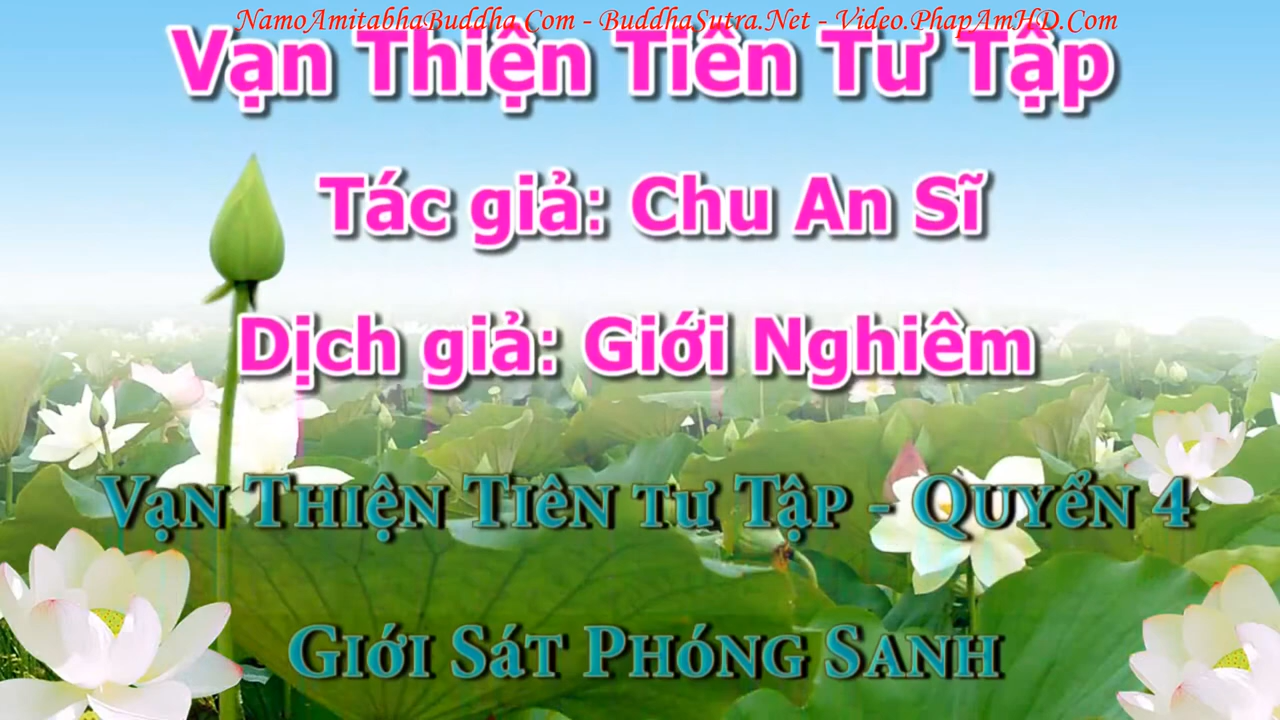 NamoAmitabhaBuddha.Com - BuddhaSutra.Net - Video.PhapAmHD.Com
Vạn Thiện Tiên Tư Tập
Tác giả: Chu An Sĩ
Dịch giả: Giới Nghiêm
Vạn Thiện Tiên Tư Tập - Quyển 4
Giới Sát Phóng Sanh